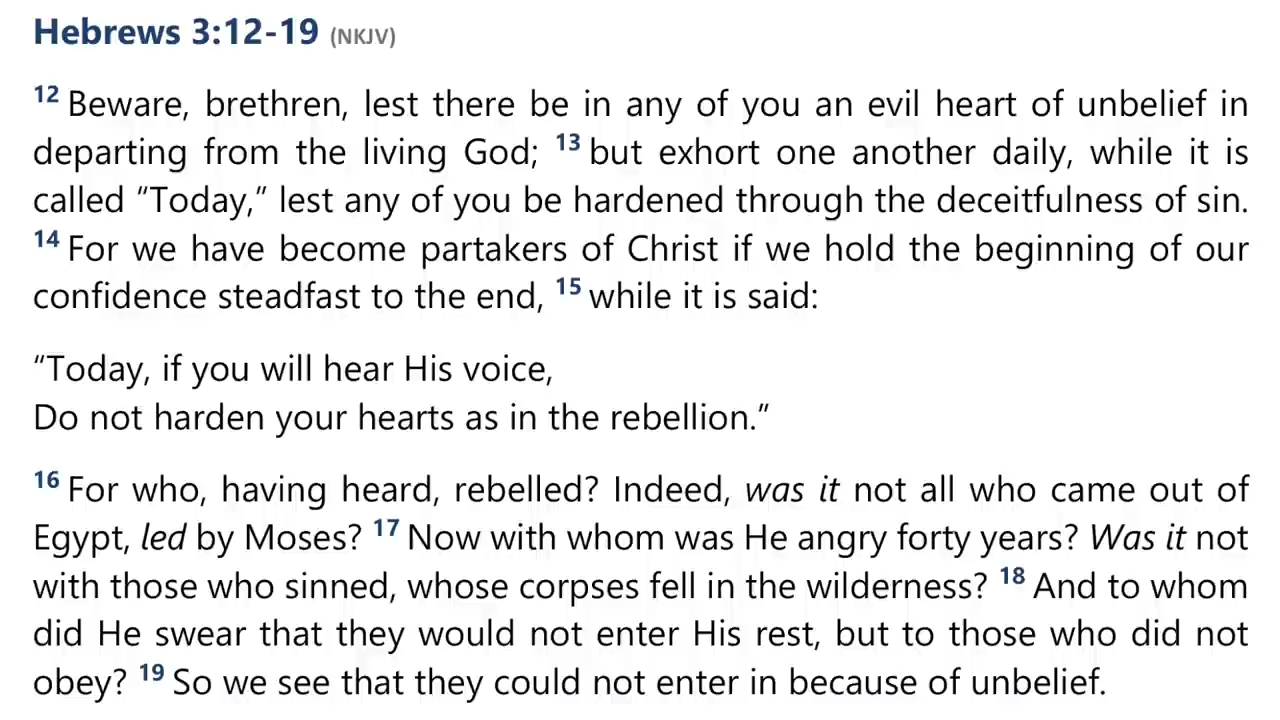 Hebrews 3:12-19 (NKJV)
12 Beware, brethren, lest there be in any of you an evil heart of unbelief in
departing from the living God; 13 but exhort one another daily, while it is
called “Today,” lest any of you be hardened through the deceitfulness of sin.
14 For we have become partakers of Christ if we hold the beginning of our
confidence steadfast to the end, 15 while it is said:
“Today, if you will hear His voice,
Do not harden your hearts as in the rebellion.”
16 For who, having heard, rebelled? Indeed, was it not all who came out of
Egypt, led by Moses? 17 Now with whom was He angry forty years? Was it not
with those who sinned, whose corpses fell in the wilderness? 18 And to whom
did He swear that they would not enter His rest, but to those who did not
obey? 19 So we see that they could not enter in because of unbelief.